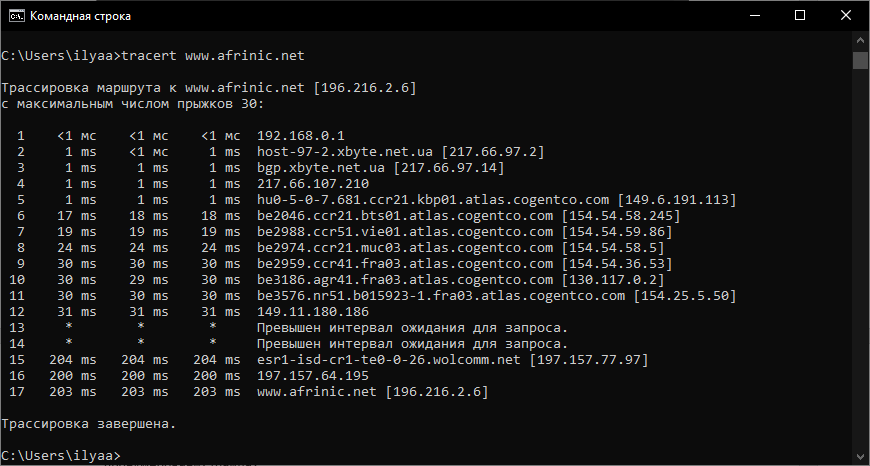 Командная строка
C:\Users\ilyaa>tracert www.afrinic.net
Трассировка маршрута к www.afrinic.net [196.216.2.6]
с максимальным числом прыжков 30:
1 <1 мс <1 мс <1 мс 192.168.0.1
2 1 ms <1 мс 1 ms host-97-2.xbyte.net.ua [217.66.97.2]
3 1 ms 1 ms 1 ms bgp.xbyte.net.ua [217.66.97.14]
4 1 ms 1 ms 1 ms 217.66.107.210
5 1 ms 1 ms 1 ms hu0-5-0-7.681.ccr21.kbp01.atlas.cogentco.com [149.6.191.113]
6 17 ms 18 ms 18 ms be2046.ccr21.bts01.atlas.cogentco.com [154.54.58.245]
7 19 ms 19 ms 19 ms be2988.ccr51.vie01.atlas.cogentco.com [154.54.59.86]
8 24 ms 24 ms 24 ms be2974.ccr21.muc03.atlas.cogentco.com [154.54.58.5]
9 30 ms 30 ms 30 ms be2959.ccr41.fra03.atlas.cogentco.com [154.54.36.53]
10 30 ms 29 ms 30 ms be3186.agr41.fra03.atlas.cogentco.com [130.117.0.2]
11 30 ms 30 ms 30 ms be3576.nr51.b015923-1.fra03.atlas.cogentco.com [154.25.5.50]
12 31 ms 31 ms 31 ms 149.11.180.186
13 * * * Превышен интервал ожидания для запроса.
14 * * * Превышен интервал ожидания для запроса.
15 204 ms 204 ms 204 ms esr1-isd-cr1-te0-0-26.wolcomm.net [197.157.77.97]
16 200 ms 200 ms 200 ms 197.157.64.195
17 203 ms 203 ms 203 ms www.afrinic.net [196.216.2.6]
Трассировка завершена.
C:\Users\ilyaa>